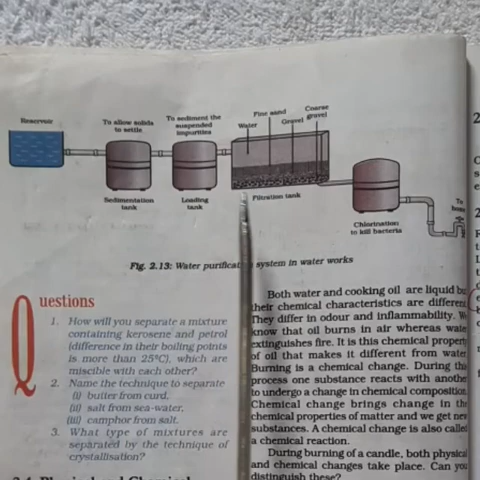 Reservoir
To allow solids
to settle
To sediment the
suspended
impurities
Water
Fine sand
Gravel
Coarse
gravel
Sedimentation
tank
Loading
tank
Filtration tank
Chlorination
to kill bacteria
To
Fig. 2.13: Water purification system in water works
Questions
1. How will you separate a mixture
containing kerosene and petrol
(difference in their boiling points
is more than 25°C), which are
miscible with each other?
2. Name the technique to separate
(i) butter from curd,
(ii) salt from sea-water,
(iii) camphor from salt.
3. What type of mixtures are
separated by the technique of
crystallisation?
Both water and cooking oil are liquid bu
their chemical characteristics are differen
They differ in odour and inflammability. W
know that oil burns in air whereas wate
extinguishes fire. It is this chemical propert
of oil that makes it different from water
Burning is a chemical change. During th
process one substance reacts with anothe
to undergo a change in chemical composition
Chemical change brings change in the
chemical properties of matter and we get new
substances. A chemical change is also called
a chemical reaction.
During burning of a candle, both physical
and chemical changes take place. Can you
distinguish these?